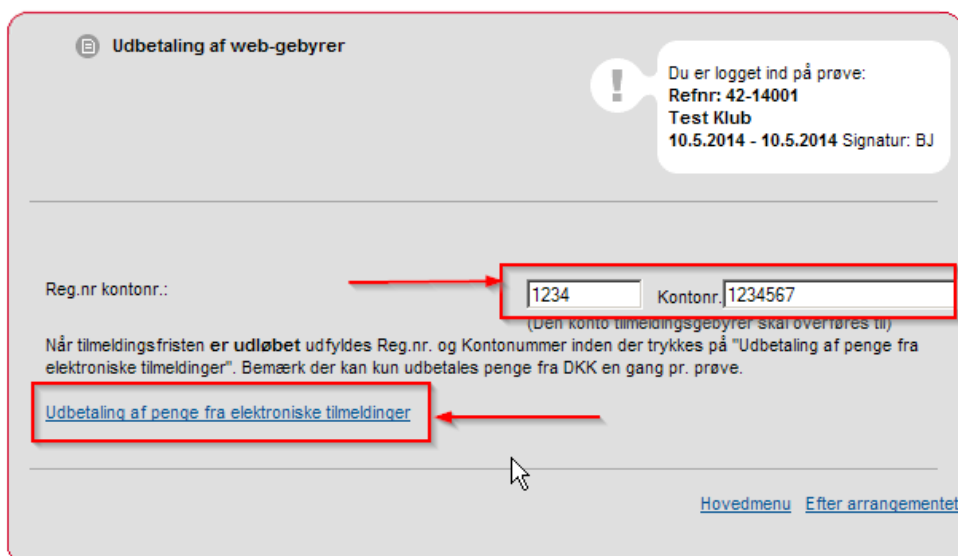 Udbetaling af web-gebyrer
Du er logget ind på prøve:
Refnr: 42-14001
Test Klub
10.5.2014 - 10.5.2014 Signatur: BJ
Reg.nr kontonr.: 1234 Kontonr. 1234567
(Den konto tilmeldingsgebyrer skal overføres til)
Når tilmeldingsfristen er udløbet udfyldes Reg.nr. og Kontonummer inden der trykkes på "Udbetaling af penge fra
elektroniske tilmeldinger". Bemærk der kan kun udbetales penge fra DKK en gang pr. prøve.
Udbetaling af penge fra elektroniske tilmeldinger
Hovedmenu Efter arrangementet